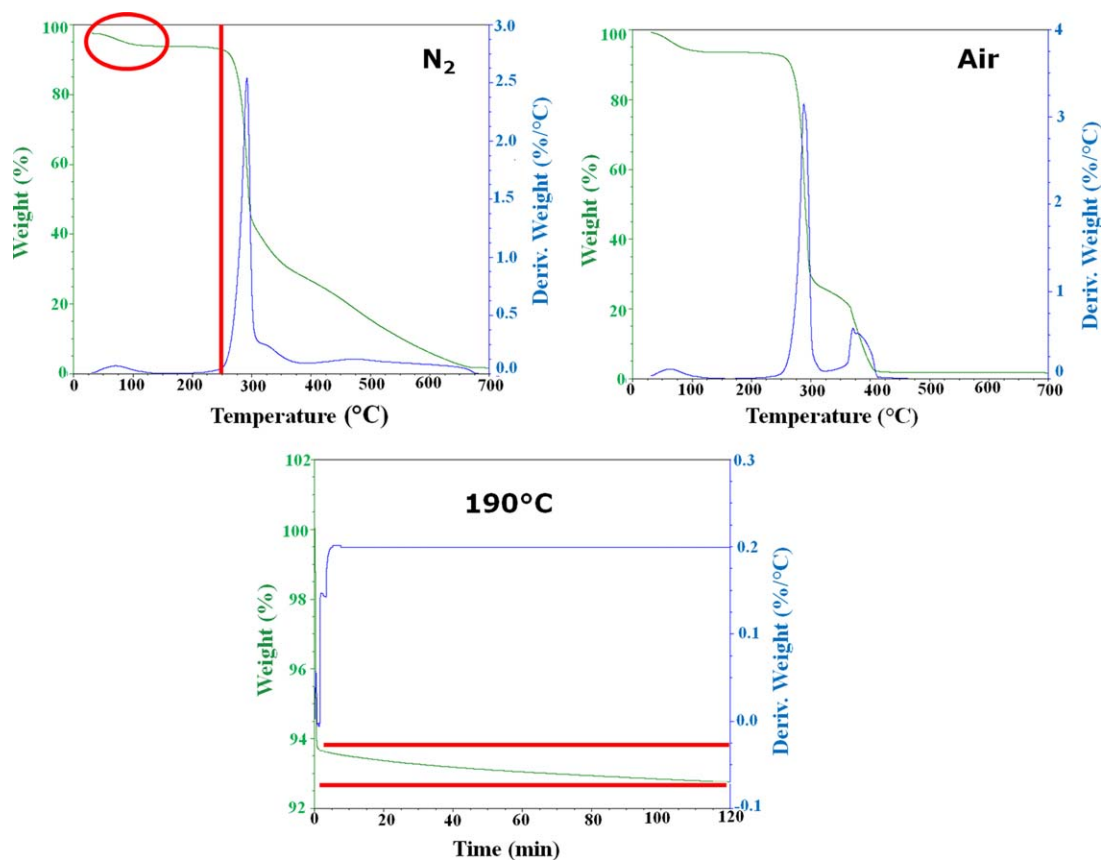 100
80
60
40
20
0
Weight (%)
N₂
3.0
2.5
2.0
1.5
1.0
0.5
0.0
Deriv. Weight (%/°C)
100 200 300 400 500 600 700
Temperature (°C)
100
80
60
40
20
0
Weight (%)
Air
4
3
2
1
0
Deriv. Weight (%/°C)
0 100 200 300 400 500 600 700
Temperature (°C)
102
100
98
96
94
92
Weight (%)
190°C
0.3
0.2
0.1
0.0
-0.1
Deriv. Weight (%/°C)
0 20 40 60 80 100 120
Time (min)